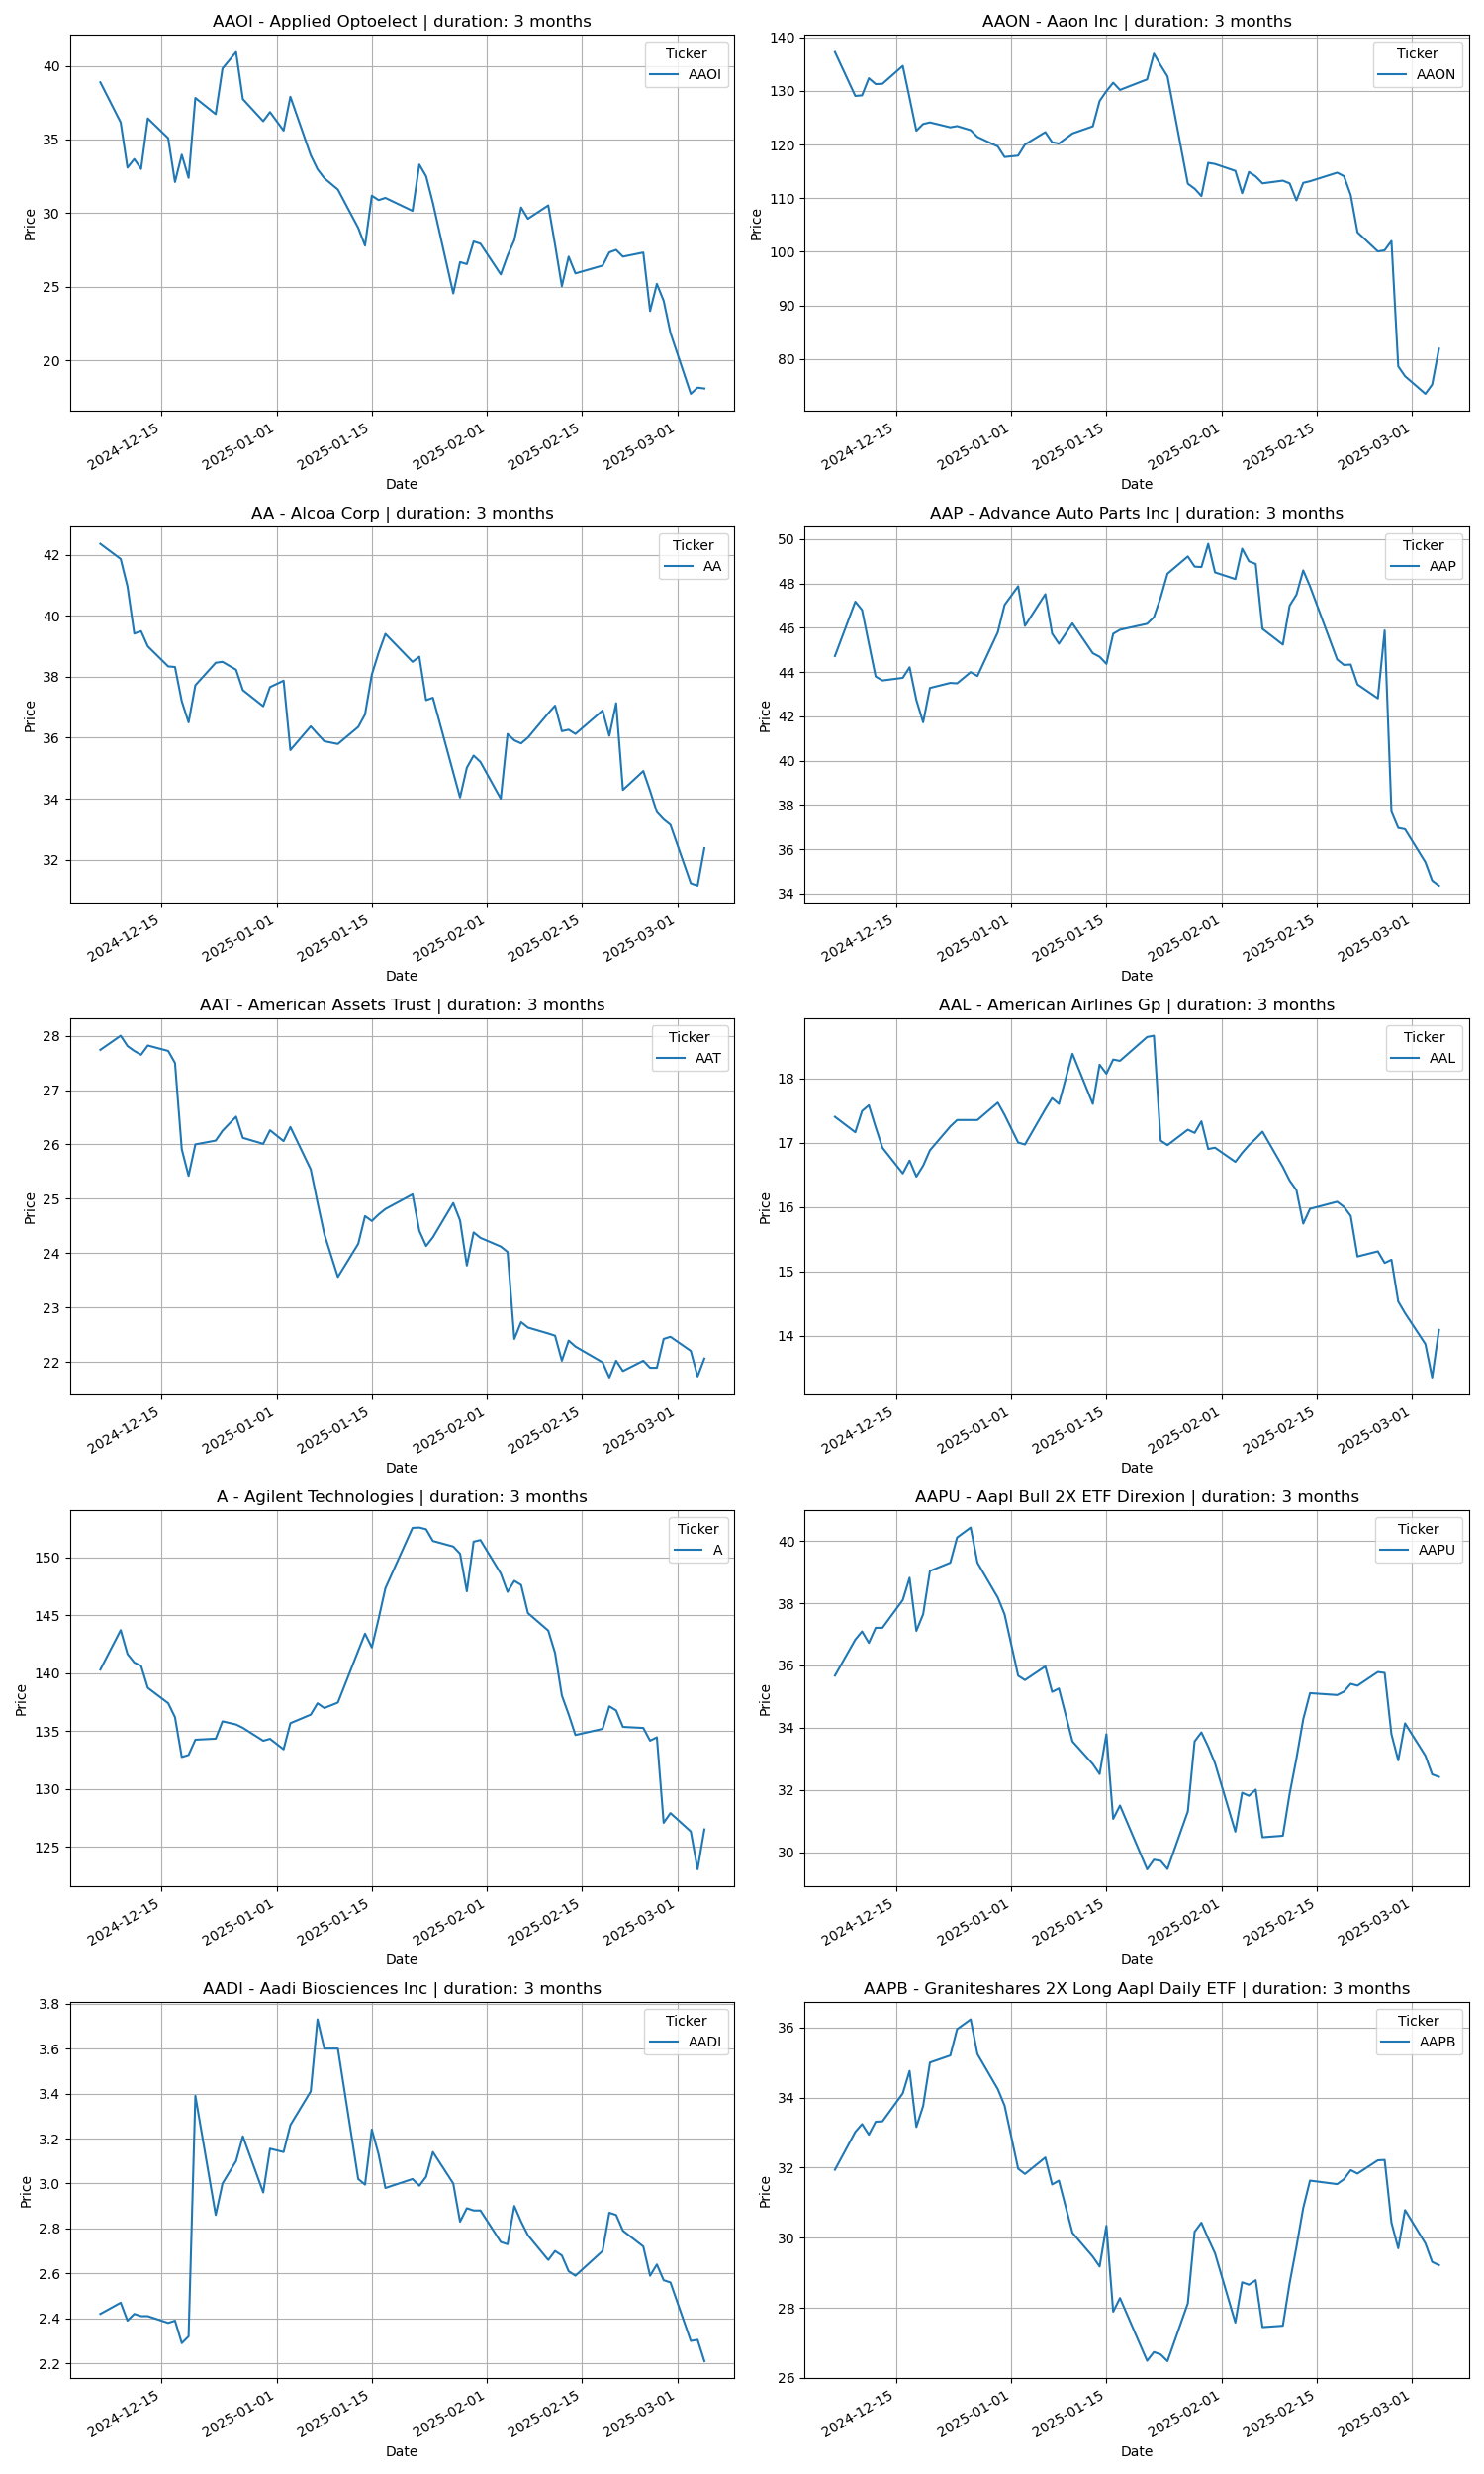 AAOI - Applied Optoelect | duration: 3 months
Ticker
AAOI
40
35
30
25
20
Price
2024-12-15
2025-01-01
2025-01-15
2025-02-01
2025-02-15
2025-03-01
Date
AAON - Aaon Inc | duration: 3 months
Ticker
AAON
140
130
120
110
100
90
80
Price
2024-12-15
2025-01-01
2025-01-15
2025-02-01
2025-02-15
2025-03-01
Date
AA - Alcoa Corp | duration: 3 months
Ticker
AA
42
40
38
36
34
32
Price
2024-12-15
2025-01-01
2025-01-15
2025-02-01
2025-02-15
2025-03-01
Date
AAP - Advance Auto Parts Inc | duration: 3 months
Ticker
AAP
50
48
46
44
42
40
38
36
34
Price
2024-12-15
2025-01-01
2025-01-15
2025-02-01
2025-02-15
2025-03-01
Date
AAT - American Assets Trust | duration: 3 months
Ticker
AAT
28
27
26
25
24
23
22
Price
2024-12-15
2025-01-01
2025-01-15
2025-02-01
2025-02-15
2025-03-01
Date
AAL - American Airlines Gp | duration: 3 months
Ticker
AAL
18
17
16
15
14
Price
2024-12-15
2025-01-01
2025-01-15
2025-02-01
2025-02-15
2025-03-01
Date
A - Agilent Technologies | duration: 3 months
Ticker
A
150
145
140
135
130
125
Price
2024-12-15
2025-01-01
2025-01-15
2025-02-01
2025-02-15
2025-03-01
Date
AAPU - Aapl Bull 2X ETF Direxion | duration: 3 months
Ticker
AAPU
40
38
36
34
32
30
Price
2024-12-15
2025-01-01
2025-01-15
2025-02-01
2025-02-15
2025-03-01
Date
AADI - Aadi Biosciences Inc | duration: 3 months
Ticker
AADI
3.8
3.6
3.4
3.2
3.0
2.8
2.6
2.4
2.2
Price
2024-12-15
2025-01-01
2025-01-15
2025-02-01
2025-02-15
2025-03-01
Date
AAPB - Graniteshares 2X Long Aapl Daily ETF | duration: 3 months
Ticker
AAPB
36
34
32
30
28
26
Price
2024-12-15
2025-01-01
2025-01-15
2025-02-01
2025-02-15
2025-03-01
Date